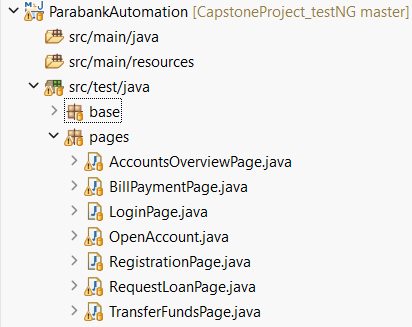 ParabankAutomation [CapstoneProject_testNG master]
src/main/java
src/main/resources
src/test/java
base
pages
AccountsOverviewPage.java
BillPaymentPage.java
LoginPage.java
OpenAccount.java
RegistrationPage.java
RequestLoanPage.java
TransferFundsPage.java